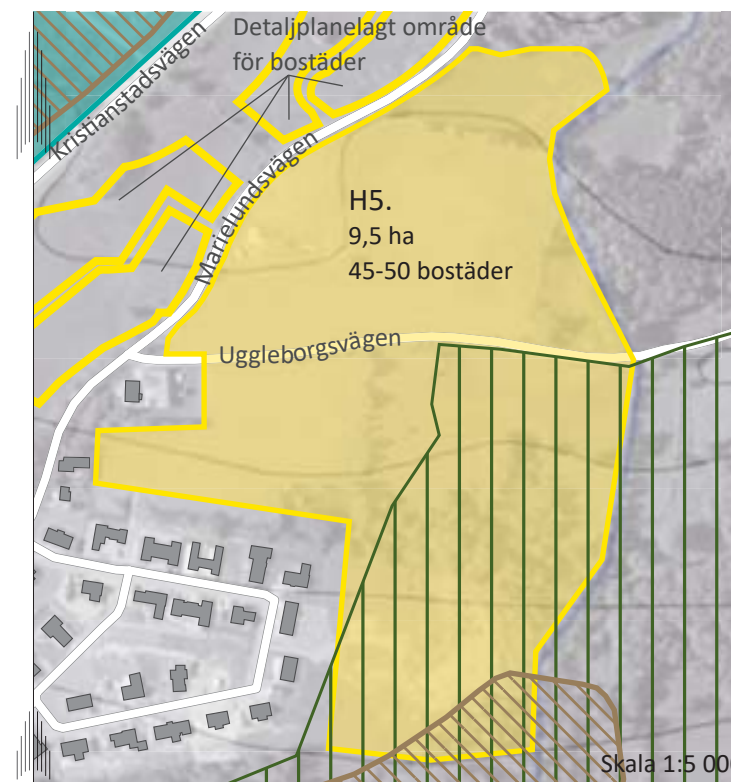 Detaljplanelagt område
för bostäder
Kristianstadsvägen
Marielundsvägen
H5.
9,5 ha
45-50 bostäder
Uggleborgsvägen
Skala 1:5 00